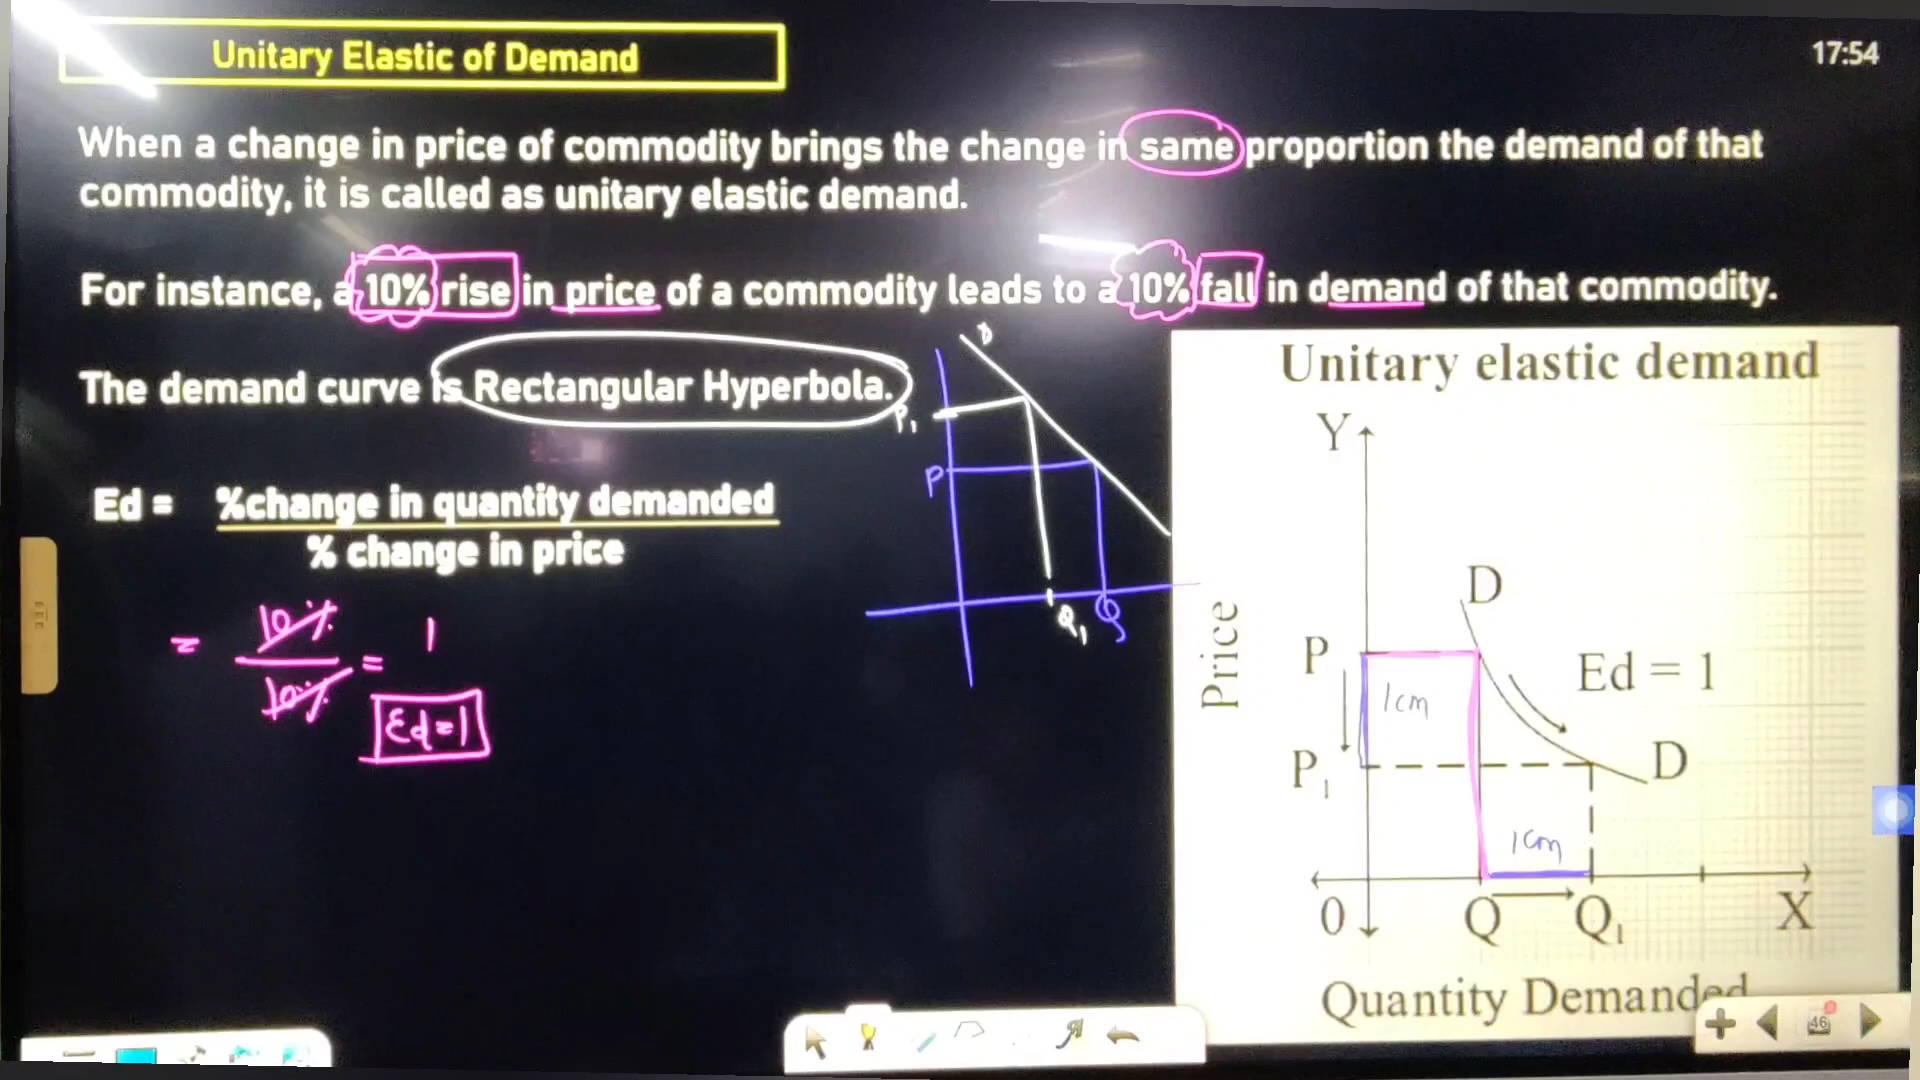 Unitary Elastic of Demand
17:54
When a change in price of commodity brings the change in same proportion the demand of that
commodity, it is called as unitary elastic demand.
For instance, a 10% rise in price of a commodity leads to a 10% fall in demand of that commodity.
The demand curve is Rectangular Hyperbola.
Ed = %change in quantity demanded
% change in price
= 10% = 1
10%
Ed=1
D
P1
P
Q1 Q
Unitary elastic demand
Y
D
P
1cm
Ed = 1
Price
P1
D
1cm
0 Q Q1 X
Quantity Demanded
46